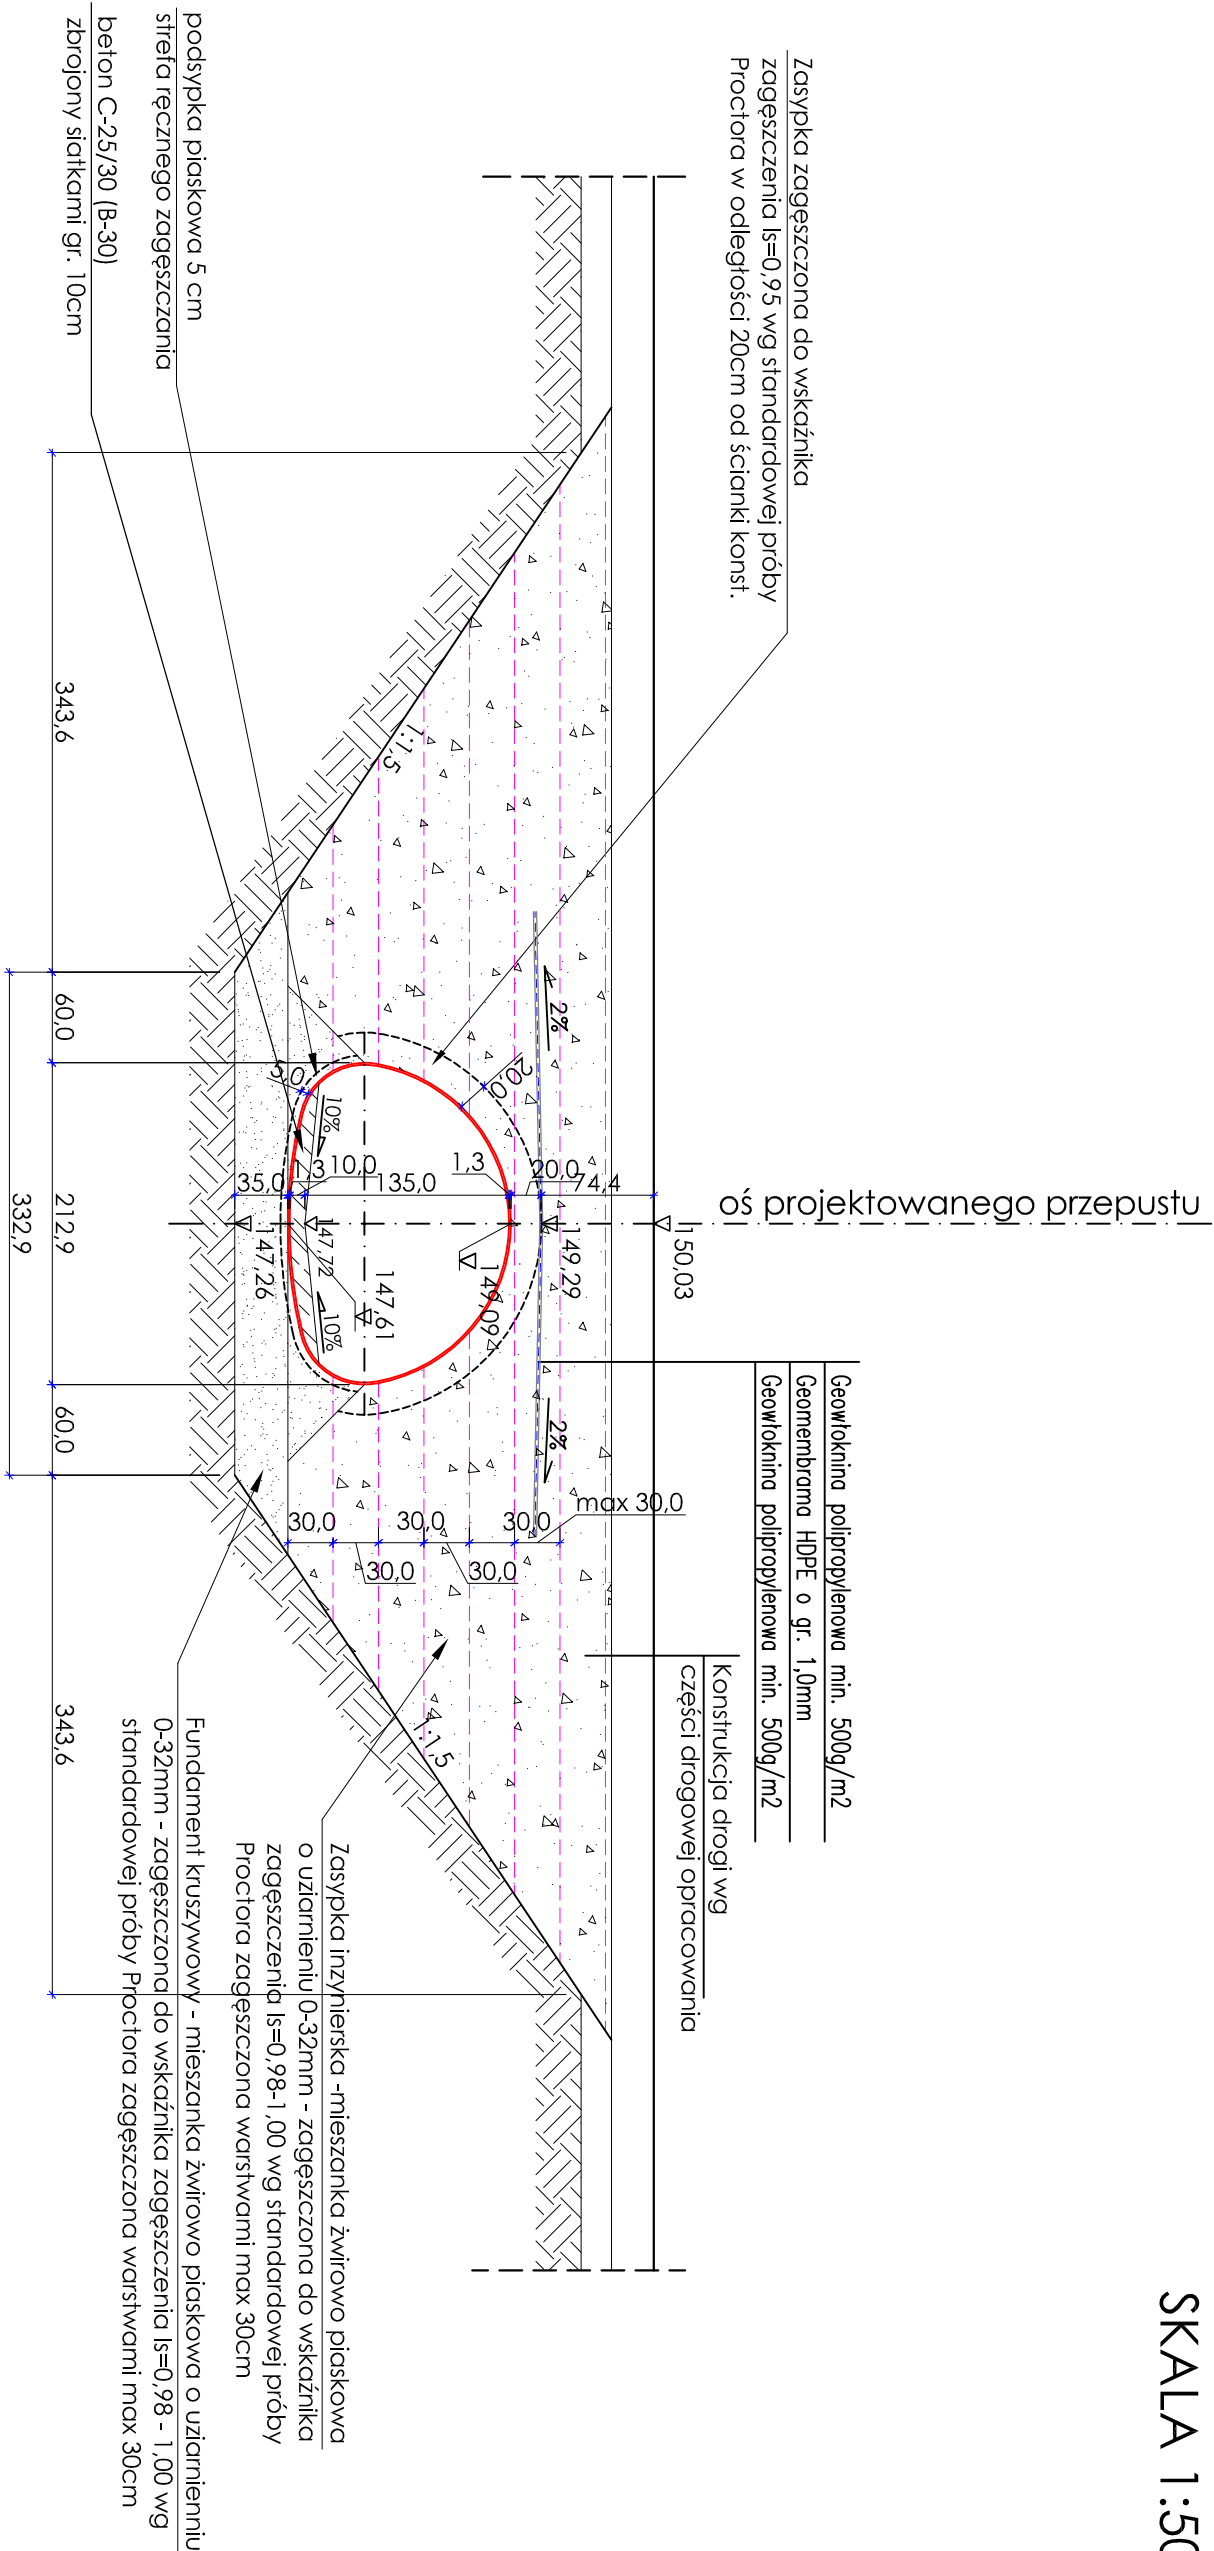 SKALA 1:50
oś projektowanego przepustu
Zasypka zagęszczona do wskaźnika
zagęszczenia Is=0,95 wg standardowej próby
Proctora w odległości 20cm od ścianki konst.
podsypka piaskowa 5 cm
strefa ręcznego zagęszczania
beton C-25/30 (B-30)
zbrojony siatkami gr. 10cm
Geowłoknina polipropylenowa min. 500g/m2
Geomembrama HDPE o gr. 1,0mm
Geowłoknina polipropylenowa min. 500g/m2
Konstrukcja drogi wg
części drogowej opracowania
Zasypka inzynierska -mieszanka żwirowo piaskowa
o uziarnieniu 0-32mm - zagęszczona do wskaźnika
zagęszczenia Is=0,98-1,00 wg standardowej próby
Proctora zagęszczona warstwami max 30cm
Fundament kruszywowy - mieszanka żwirowo piaskowa o uziarnienniu
0-32mm - zagęszczona do wskaźnika zagęszczenia Is=0,98 - 1,00 wg
standardowej próby Proctora zagęszczona warstwami max 30cm
150,03
149,29
149,09
147,61
147,72
147,26
74,4
20,0
1,3
135,0
10,0
1,3
35,0
20,0
5,0
2%
2%
10%
10%
1:1,5
1:1,5
max 30,0
30,0
30,0
30,0
30,0
30,0
343,6
60,0
212,9
60,0
343,6
332,9